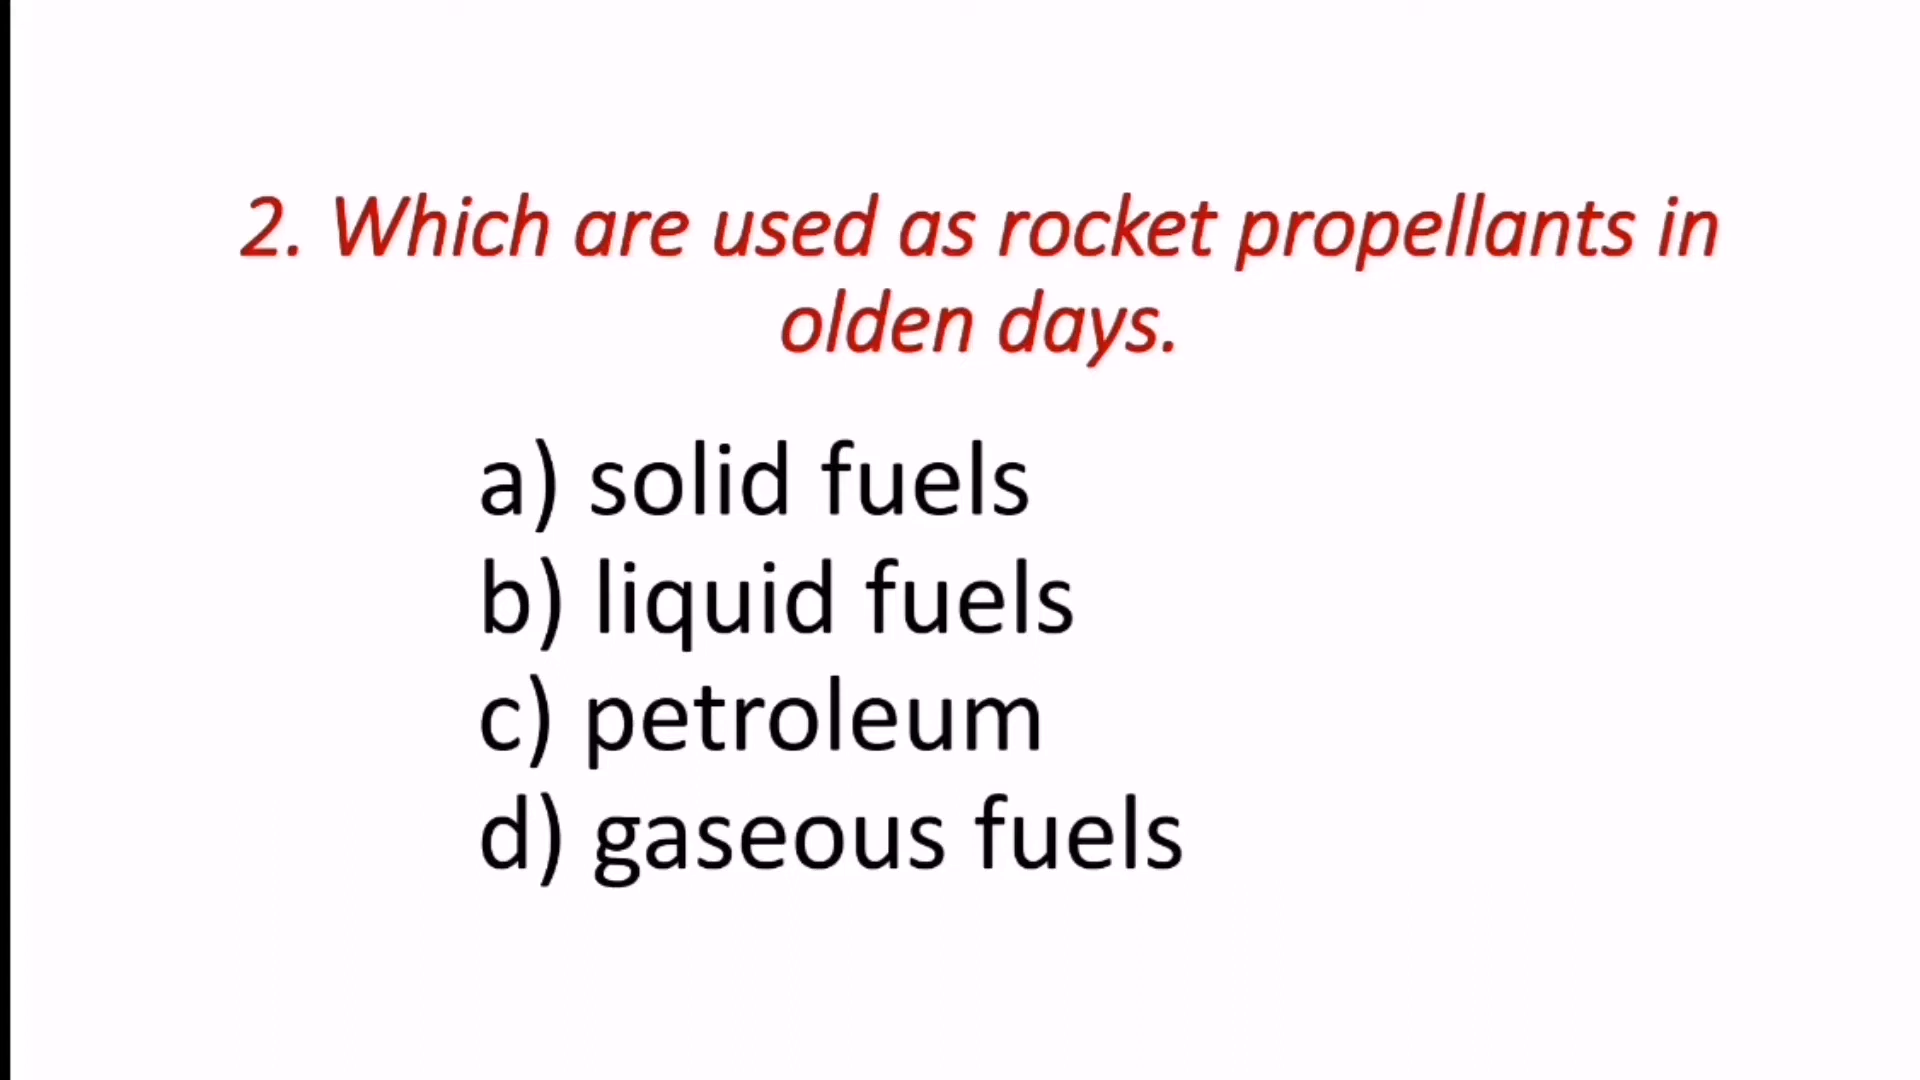 2. Which are used as rocket propellants in
olden days.
a) solid fuels
b) liquid fuels
c) petroleum
d) gaseous fuels